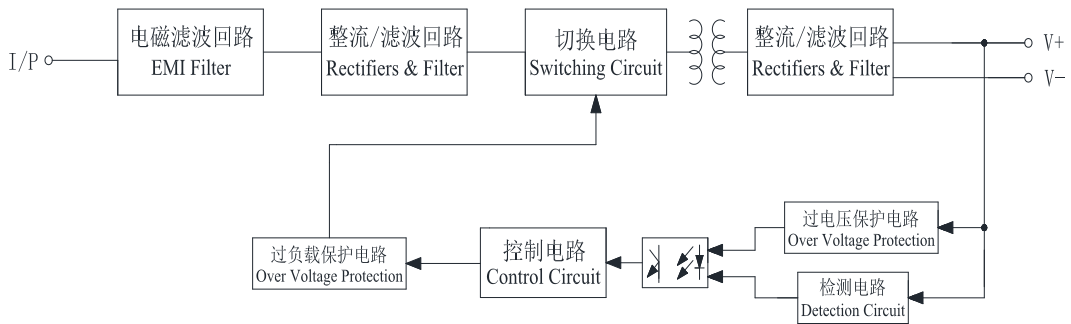 I/P
电磁滤波回路
EMI Filter
整流/滤波回路
Rectifiers & Filter
切换电路
Switching Circuit
整流/滤波回路
Rectifiers & Filter
V+
V-
过负载保护电路
Over Voltage Protection
控制电路
Control Circuit
过电压保护电路
Over Voltage Protection
检测电路
Detection Circuit